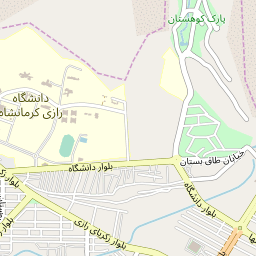 پارک کوهستان
دانشگاه
رازی کرمانشاه
خیابان طاق بستان
بلوار دانشگاه
بلوار دانشگاه
بلوار زکریای رازی